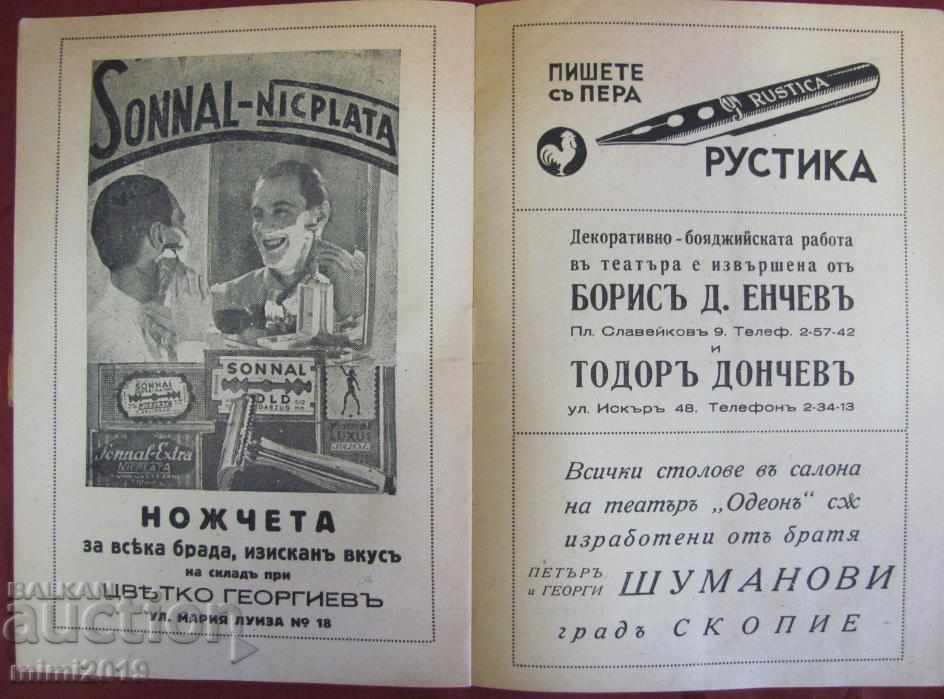 SONNAL-NICPLATA
SONNAL
SONNAL
GOLD
LUXUS
Sonnal-Extra
NICPLATA
НОЖЧЕТА
за всѣка брада, изисканъ вкусъ
на складъ при
ЦВѢТКО ГЕОРГИЕВЪ
ул. МАРИЯ ЛУИЗА № 18
БАЛКАН
auction
mimi2019
ПИШЕТЕ
съ ПЕРА
RUSTICA
РУСТИКА
Декоративно-бояджийската работа
въ театъра е извършена отъ
БОРИСЪ Д. ЕНЧЕВЪ
Пл. Славейковъ 9. Телеф. 2-57-42
и
ТОДОРЪ ДОНЧЕВЪ
ул. Искъръ 48. Телефонъ 2-34-13
Всички столове въ салона
на театъръ „Одеонъ“ сѫ
изработени отъ братя
ПЕТЪРЪ
и ГЕОРГИ ШУМАНОВИ
градъ СКОПИЕ